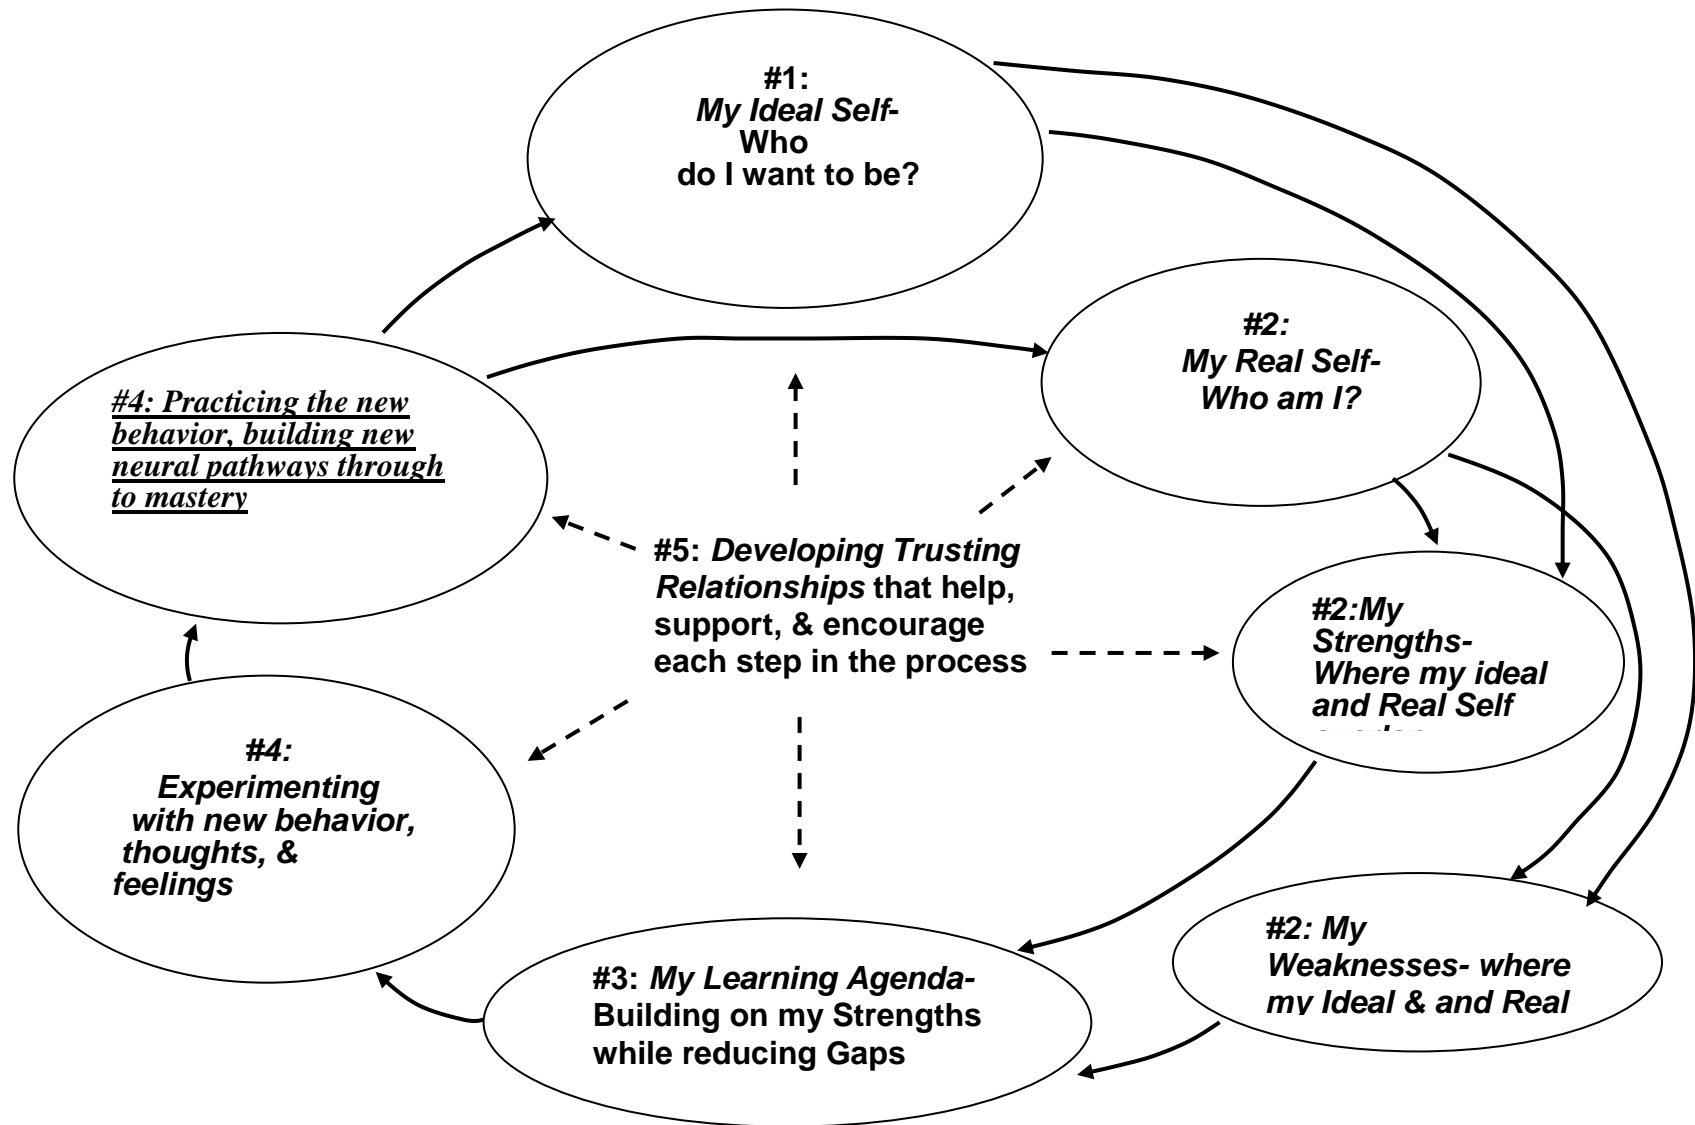 #1:
My Ideal Self-
Who
do I want to be?
#2:
My Real Self-
Who am I?
#4: Practicing the new
behavior, building new
neural pathways through
to mastery
#5: Developing Trusting
Relationships that help,
support, & encourage
each step in the process
#2:My
Strengths-
Where my ideal
and Real Self
#4:
Experimenting
with new behavior,
thoughts, &
feelings
#2: My
Weaknesses- where
my Ideal & and Real
#3: My Learning Agenda-
Building on my Strengths
while reducing Gaps